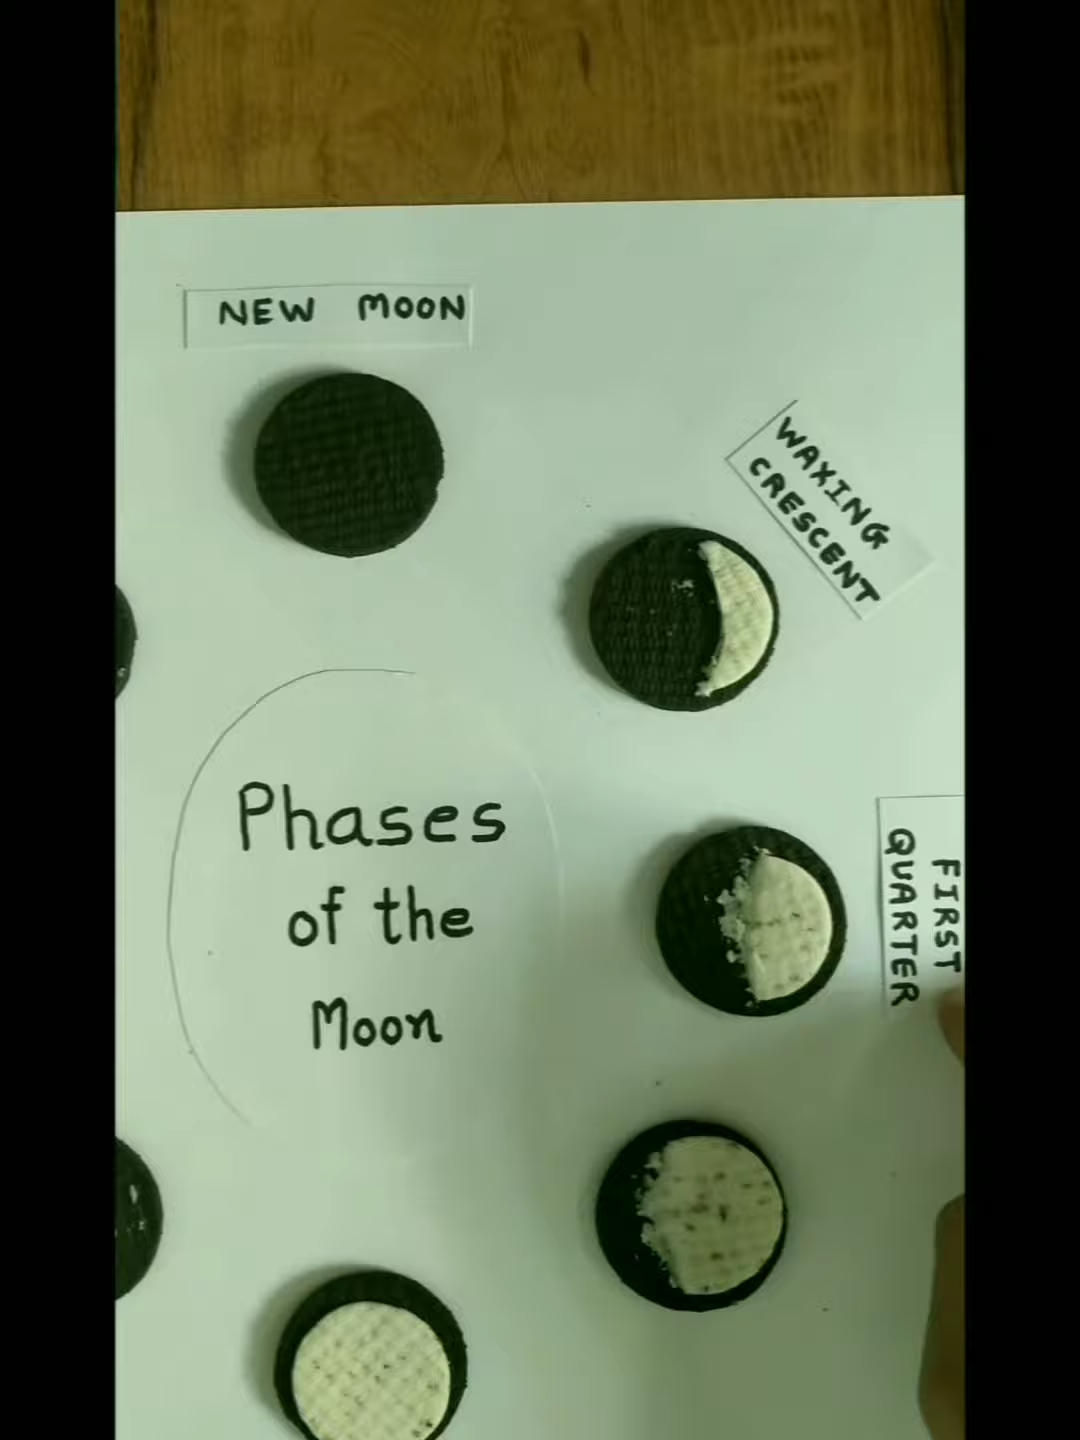 NEW MOON
WAXING
CRESCENT
FIRST
QUARTER
Phases
of the
Moon